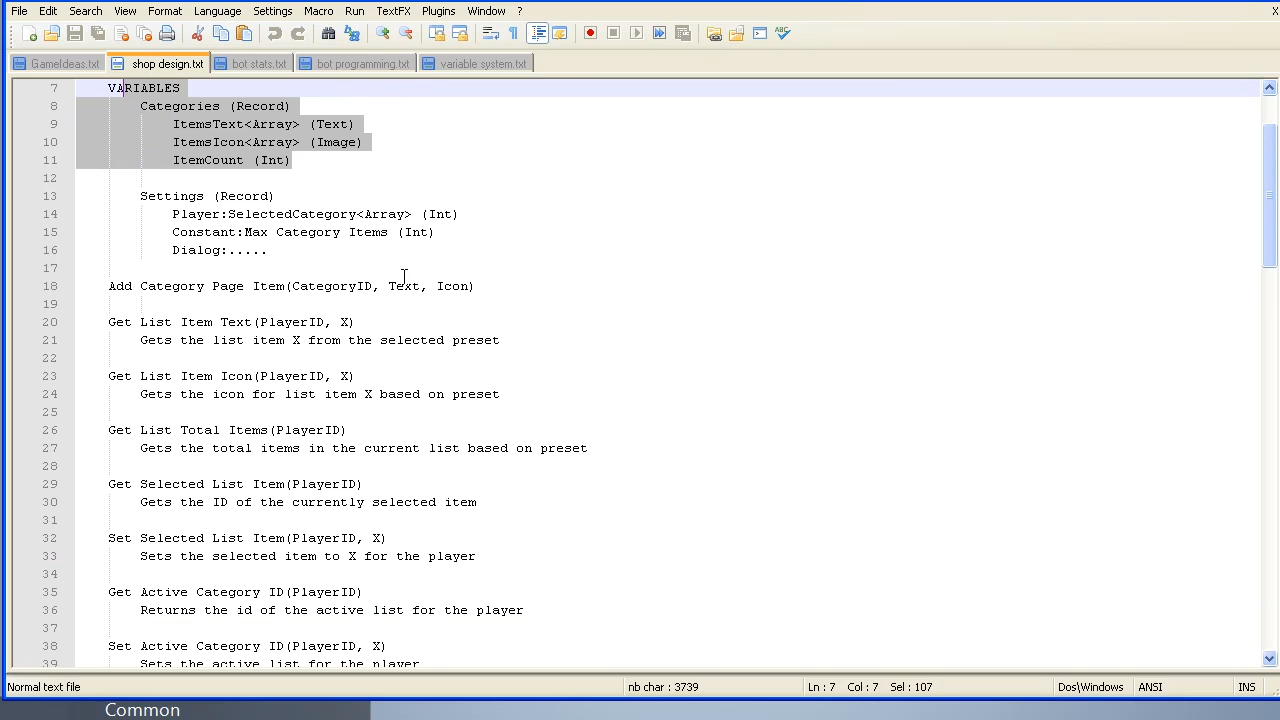 File Edit Search View Format Language Settings Macro Run TextFX Plugins Window ? X
GameIdeas.txt shop design.txt bot stats.txt bot programming.txt variable system.txt
7 VARIABLES
8 Categories (Record)
9 ItemsText<Array> (Text)
10 ItemsIcon<Array> (Image)
11 ItemCount (Int)
12
13 Settings (Record)
14 Player:SelectedCategory<Array> (Int)
15 Constant:Max Category Items (Int)
16 Dialog:.....
17
18 Add Category Page Item(CategoryID, Text, Icon)
19
20 Get List Item Text(PlayerID, X)
21 Gets the list item X from the selected preset
22
23 Get List Item Icon(PlayerID, X)
24 Gets the icon for list item X based on preset
25
26 Get List Total Items(PlayerID)
27 Gets the total items in the current list based on preset
28
29 Get Selected List Item(PlayerID)
30 Gets the ID of the currently selected item
31
32 Set Selected List Item(PlayerID, X)
33 Sets the selected item to X for the player
34
35 Get Active Category ID(PlayerID)
36 Returns the id of the active list for the player
37
38 Set Active Category ID(PlayerID, X)
39 Sets the active list for the player
Normal text file nb char : 3739 Ln : 7 Col : 7 Sel : 107 Dos\Windows ANSI INS
Common